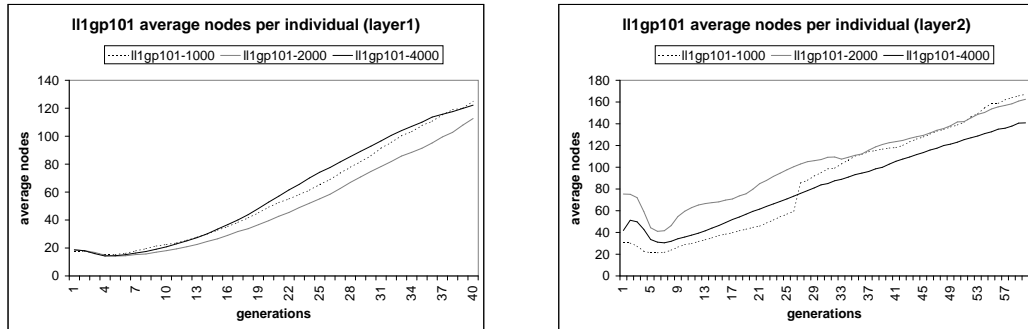 ll1gp101 average nodes per individual (layer1)
ll1gp101-1000 ll1gp101-2000 ll1gp101-4000
140
120
100
80
60
40
20
0
average nodes
1 4 7 10 13 16 19 22 25 28 31 34 37 40
generations
ll1gp101 average nodes per individual (layer2)
ll1gp101-1000 ll1gp101-2000 ll1gp101-4000
180
160
140
120
100
80
60
40
20
0
average nodes
1 5 9 13 17 21 25 29 33 37 41 45 49 53 57
generations